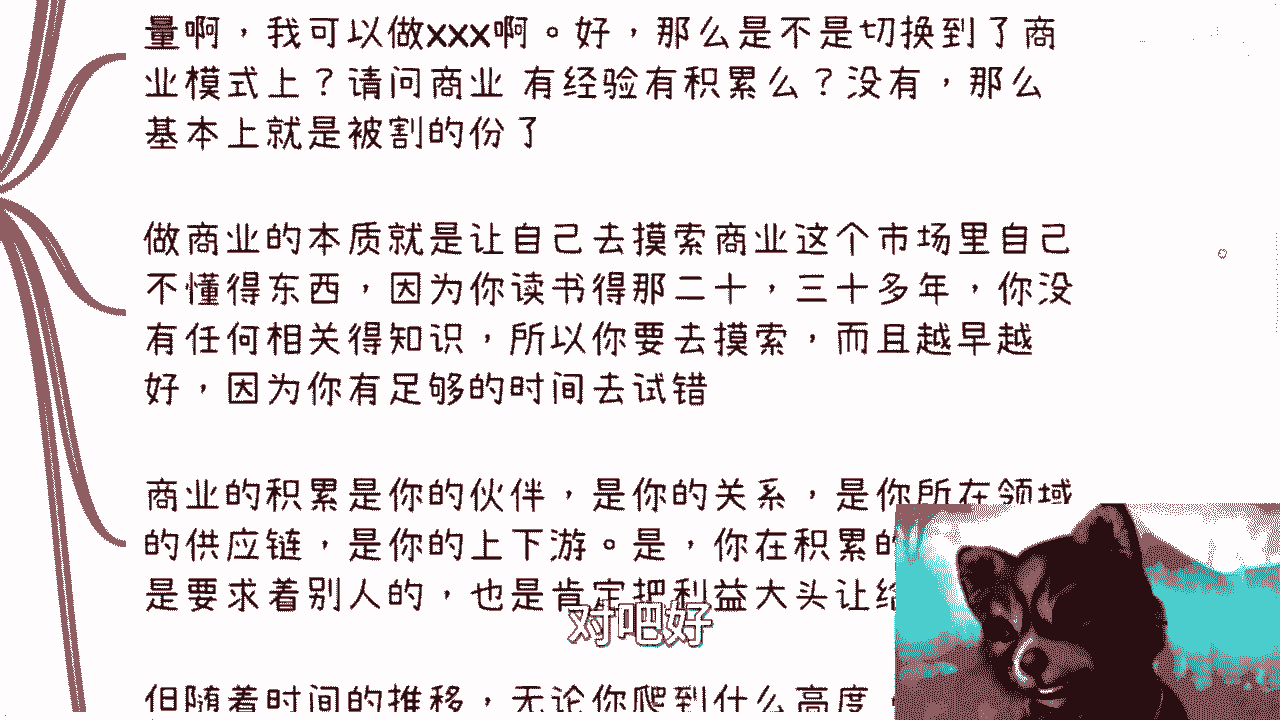 量啊，我可以做xxx啊。好，那么是不是切换到了商
业模式上？请问商业 有经验有积累么？没有，那么
基本上就是被割的份了
做商业的本质就是让自己去摸索商业这个市场里自己
不懂得东西，因为你读书得那二十，三十多年，你没
有任何相关得知识，所以你要去摸索，而且越早越
好，因为你有足够的时间去试错
商业的积累是你的伙伴，是你的关系，是你所在领域
的供应链，是你的上下游。是，你在积累的
是要求着别人的，也是肯定把利益大头让给
对吧好
但随着时间的推移，无论你爬到什么高度